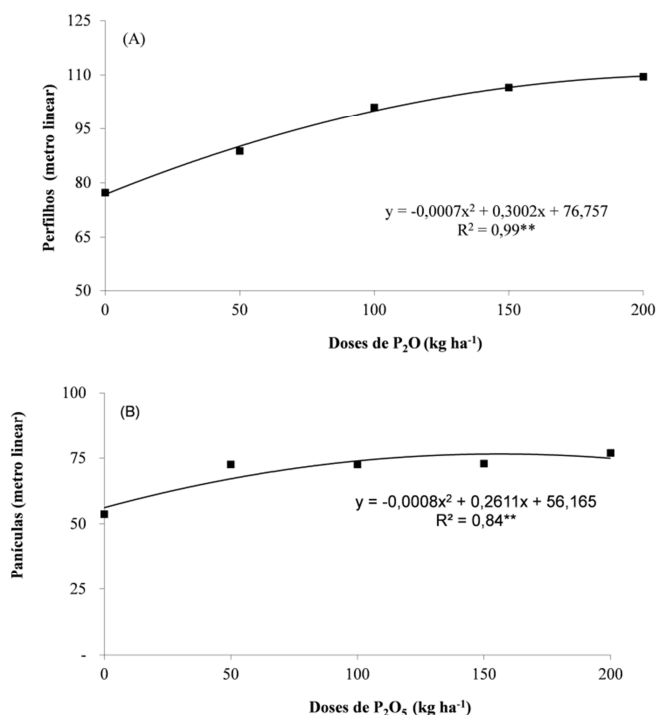 125
(A)
110
95
80
65
50
Perfilhos (metro linear)
y = -0,0007x² + 0,3002x + 76,757
R² = 0,99**
0 50 100 150 200
Doses de P₂O (kg ha⁻¹)
100
(B)
75
50
25
-
Panículas (metro linear)
y = -0,0008x² + 0,2611x + 56,165
R² = 0,84**
0 50 100 150 200
Doses de P₂O₅ (kg ha⁻¹)